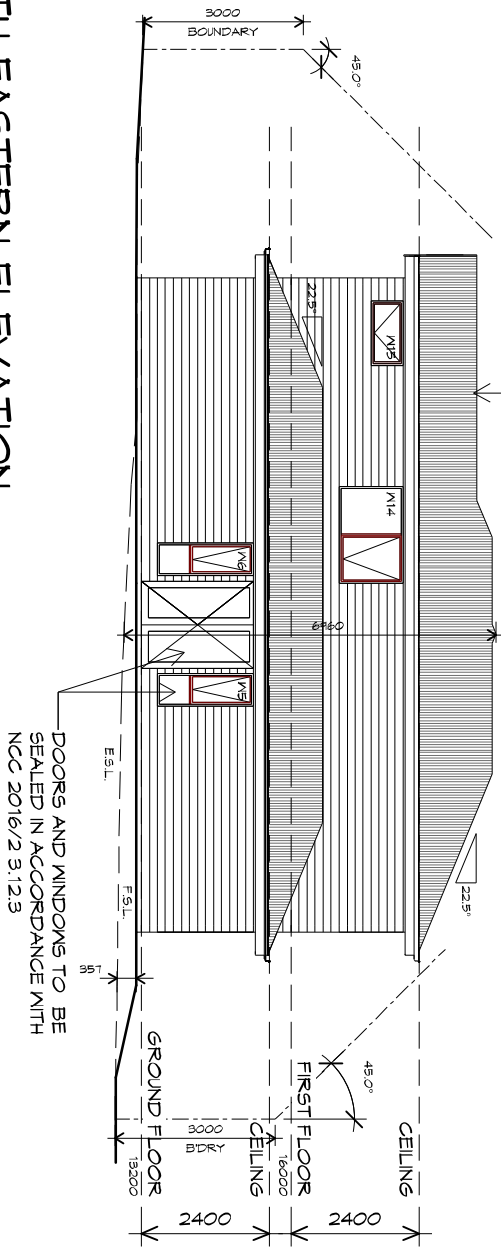 3000
BOUNDARY
45.0°
22.5°
W15
W14
W6
W5
6960
22.5°
E.S.L.
F.S.L.
357
DOORS AND WINDOWS TO BE
SEALED IN ACCORDANCE WITH
NCC 2016/2 3.12.3
45.0°
3000
B'DRY
CEILING
FIRST FLOOR
16000
CEILING
GROUND FLOOR
13200
2400
2400
EASTERN ELEVATION